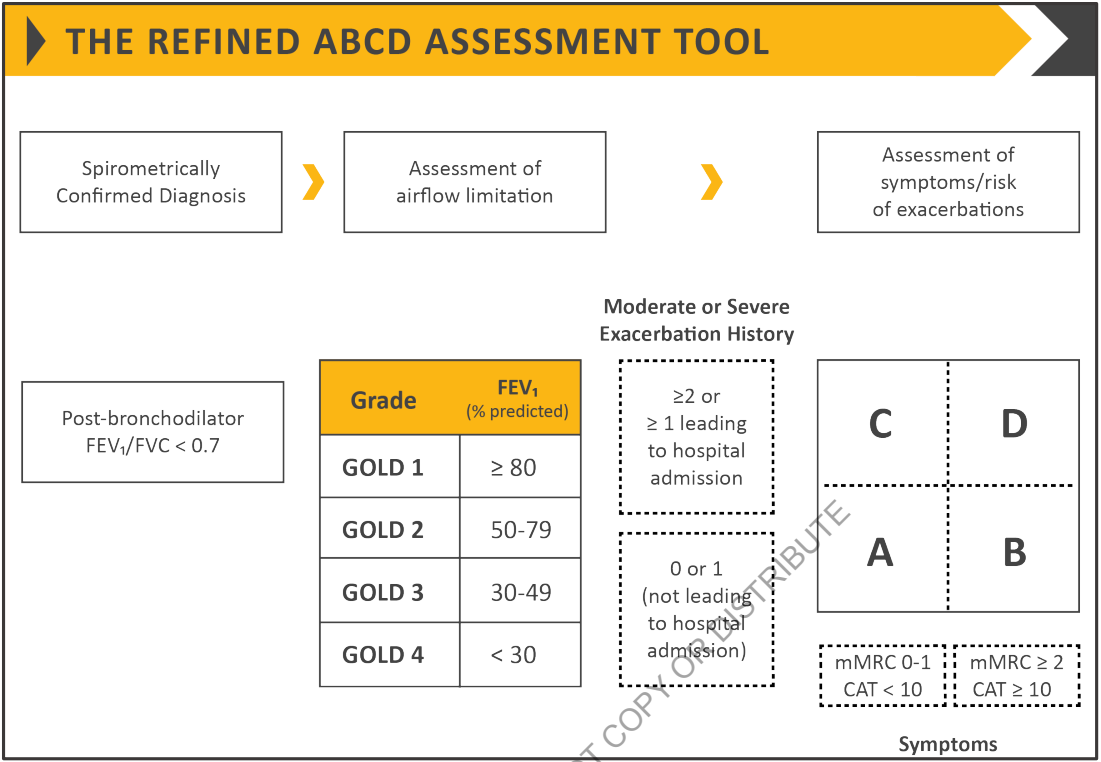 THE REFINED ABCD ASSESSMENT TOOL
Spirometrically
Confirmed Diagnosis
Assessment of
airflow limitation
Assessment of
symptoms/risk
of exacerbations
Post-bronchodilator
FEV₁/FVC < 0.7
Grade
FEV₁
(% predicted)
GOLD 1
≥ 80
GOLD 2
50-79
GOLD 3
30-49
GOLD 4
< 30
Moderate or Severe
Exacerbation History
≥2 or
≥ 1 leading
to hospital
admission
0 or 1
(not leading
to hospital
admission)
C
D
A
B
mMRC 0-1
CAT < 10
mMRC ≥ 2
CAT ≥ 10
Symptoms
COPY OR DISTRIBUTE